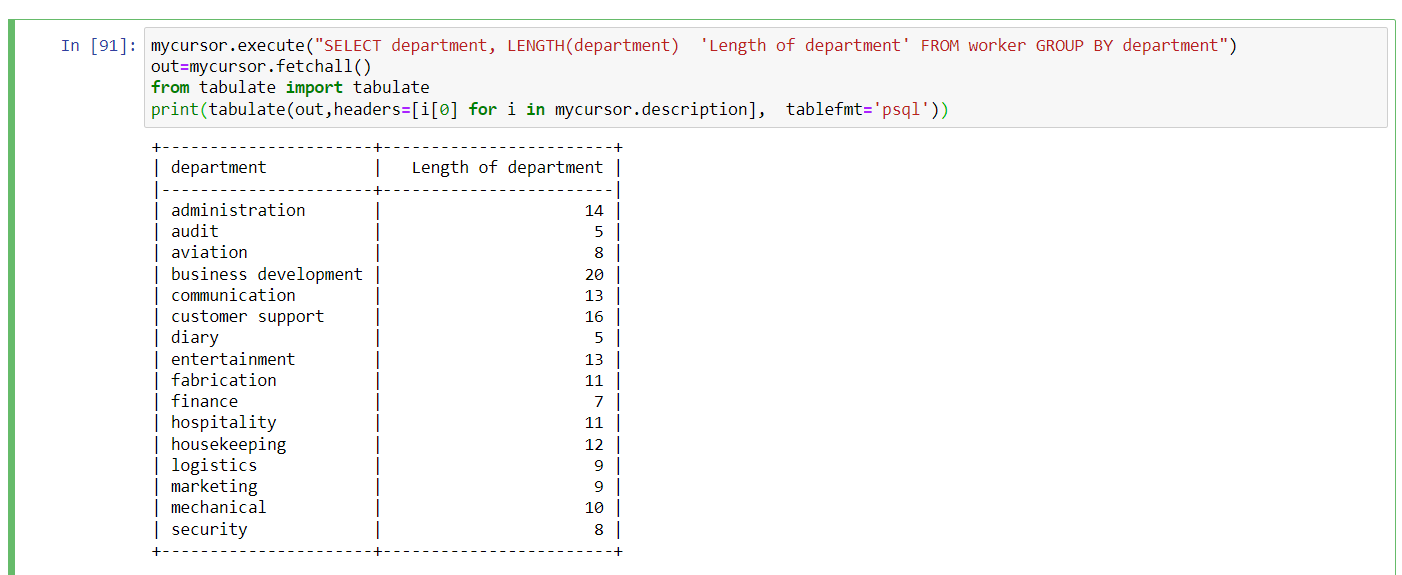 In [91]: mycursor.execute("SELECT department, LENGTH(department)  'Length of department' FROM worker GROUP BY department")
out=mycursor.fetchall()
from tabulate import tabulate
print(tabulate(out,headers=[i[0] for i in mycursor.description],  tablefmt='psql'))
+----------------------+------------------------+
| department           |   Length of department |
|----------------------+------------------------|
| administration       |                     14 |
| audit                |                      5 |
| aviation             |                      8 |
| business development |                     20 |
| communication        |                     13 |
| customer support     |                     16 |
| diary                |                      5 |
| entertainment        |                     13 |
| fabrication          |                     11 |
| finance              |                      7 |
| hospitality          |                     11 |
| housekeeping         |                     12 |
| logistics            |                      9 |
| marketing            |                      9 |
| mechanical           |                     10 |
| security             |                      8 |
+----------------------+------------------------+